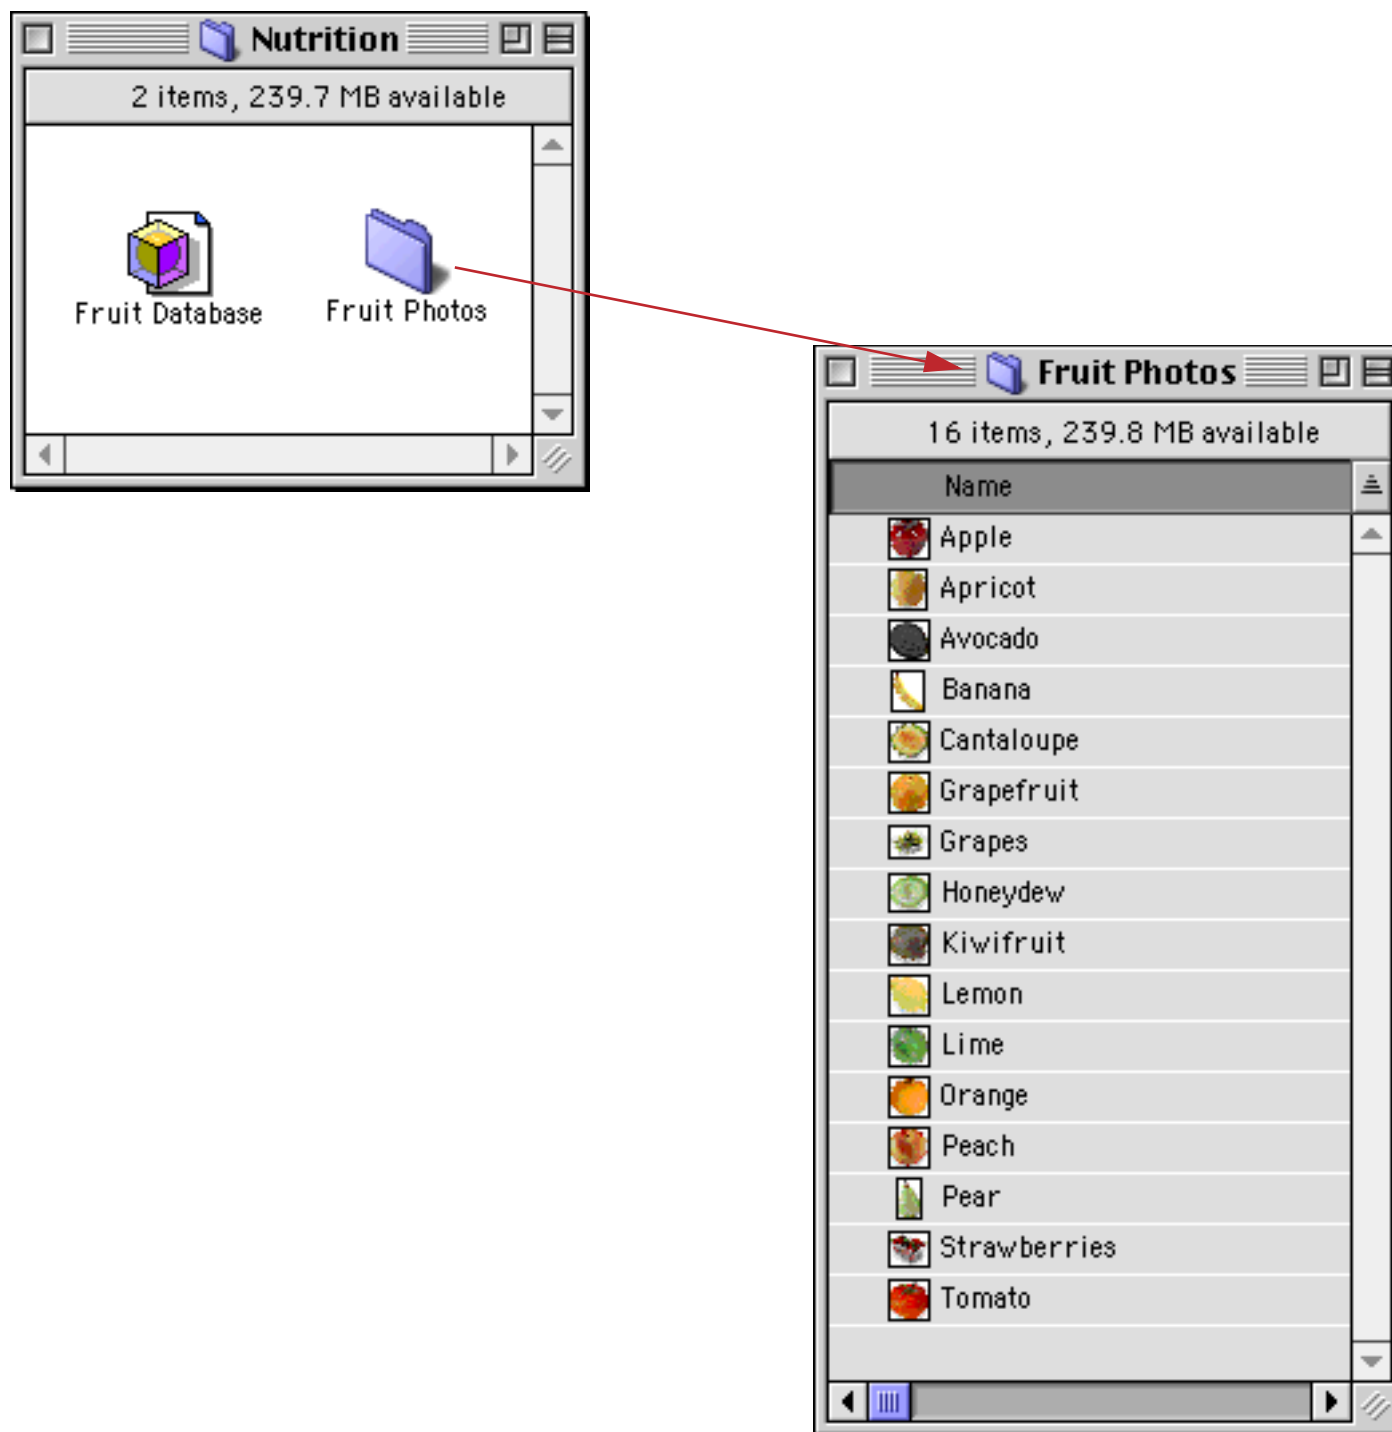 Nutrition
2 items, 239.7 MB available
Fruit Database
Fruit Photos
Fruit Photos
16 items, 239.8 MB available
Name
Apple
Apricot
Avocado
Banana
Cantaloupe
Grapefruit
Grapes
Honeydew
Kiwifruit
Lemon
Lime
Orange
Peach
Pear
Strawberries
Tomato